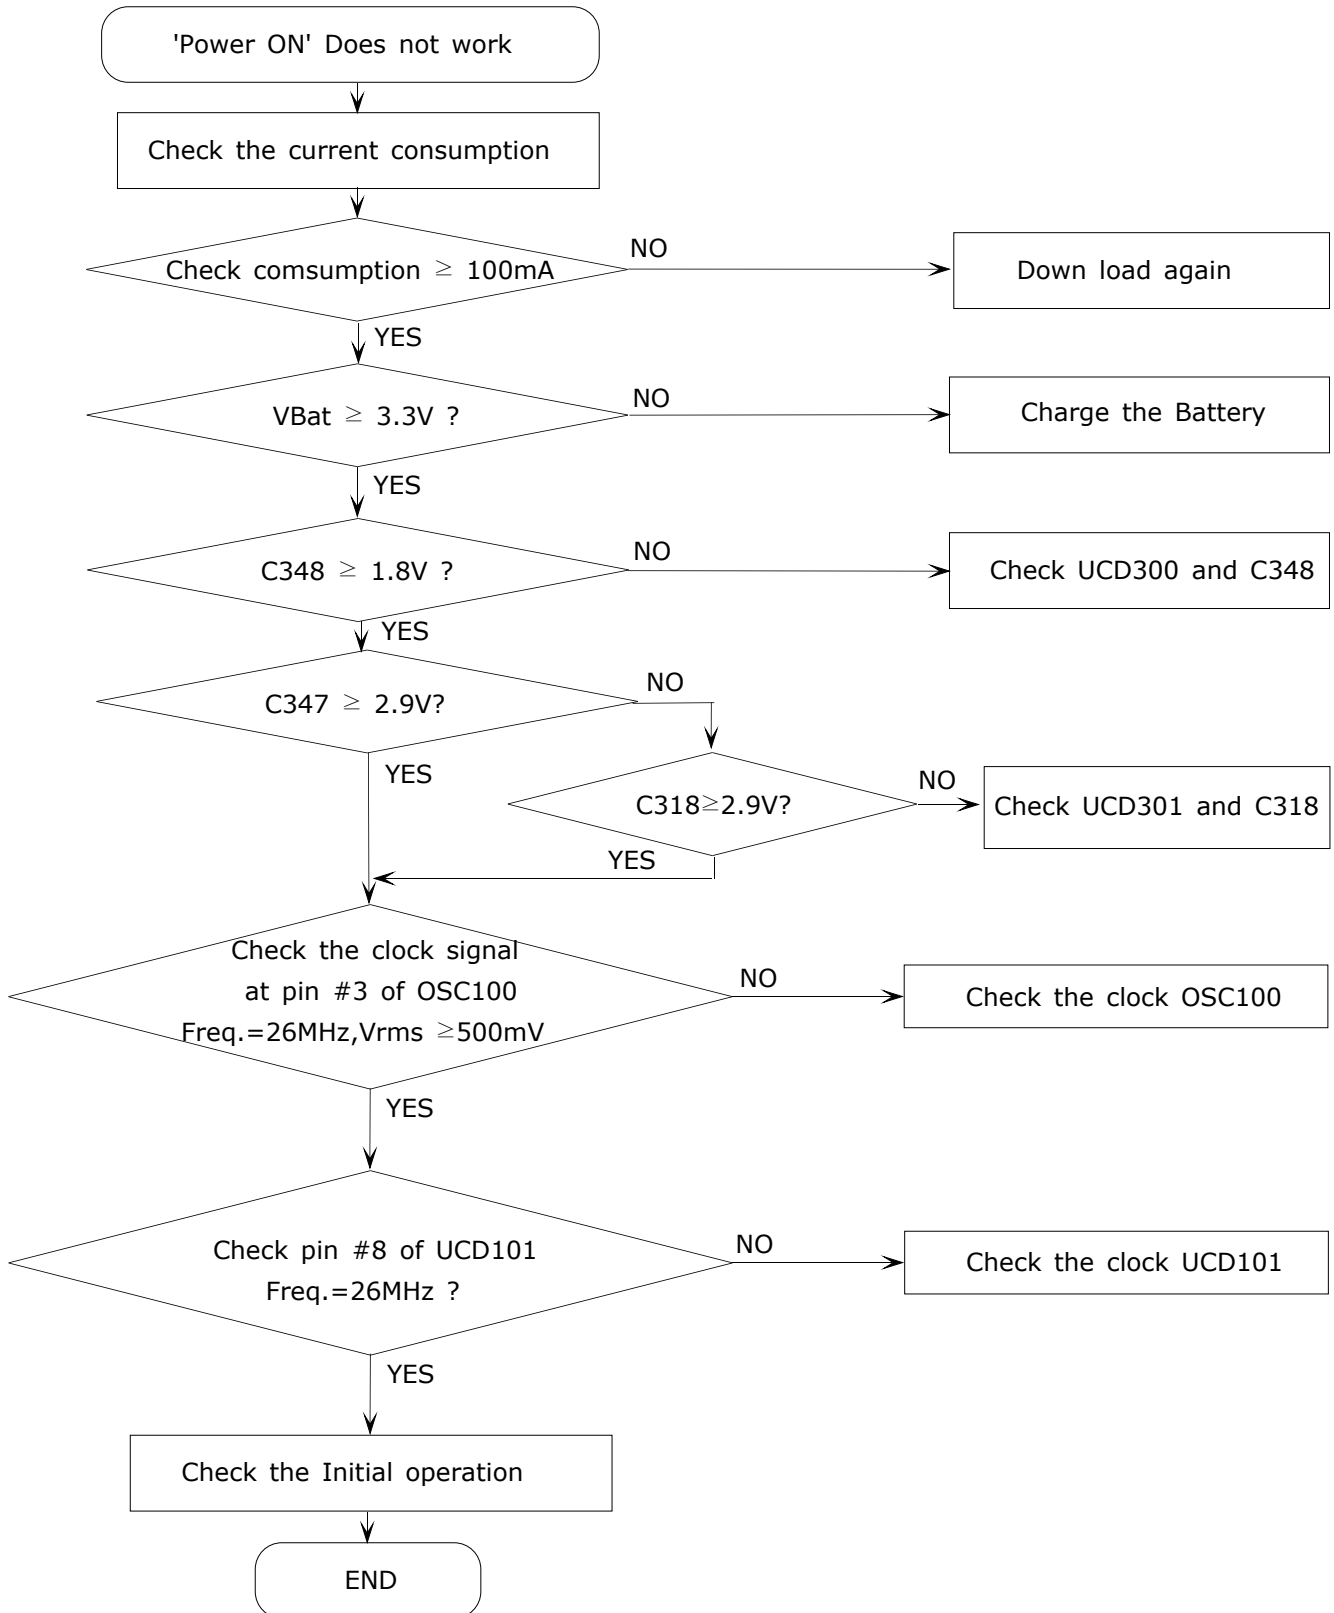 'Power ON' Does not work
Check the current consumption
Check comsumption ≥ 100mA
NO
Down load again
YES
VBat ≥ 3.3V ?
NO
Charge the Battery
YES
C348 ≥ 1.8V ?
NO
Check UCD300 and C348
YES
C347 ≥ 2.9V?
NO
YES
C318≥2.9V?
NO
Check UCD301 and C318
YES
Check the clock signal
at pin #3 of OSC100
Freq.=26MHz,Vrms ≥500mV
NO
Check the clock OSC100
YES
Check pin #8 of UCD101
Freq.=26MHz ?
NO
Check the clock UCD101
YES
Check the Initial operation
END